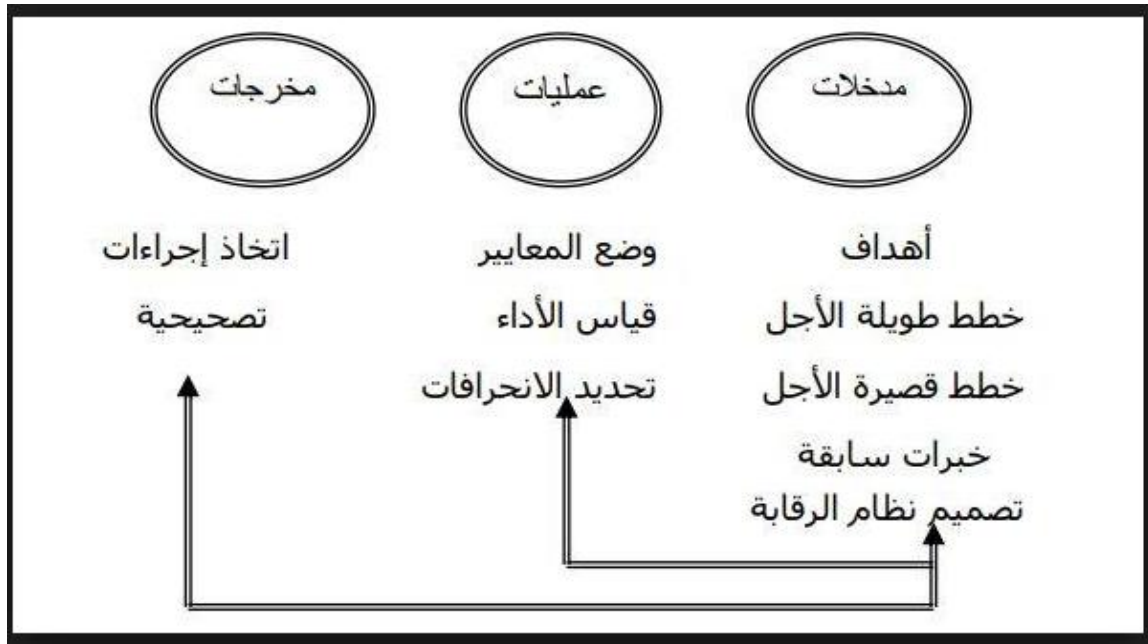 مدخلات
عمليات
مخرجات
أهداف
خطط طويلة الأجل
خطط قصيرة الأجل
خبرات سابقة
تصميم نظام الرقابة
وضع المعايير
قياس الأداء
تحديد الانحرافات
اتخاذ إجراءات
تصحيحية